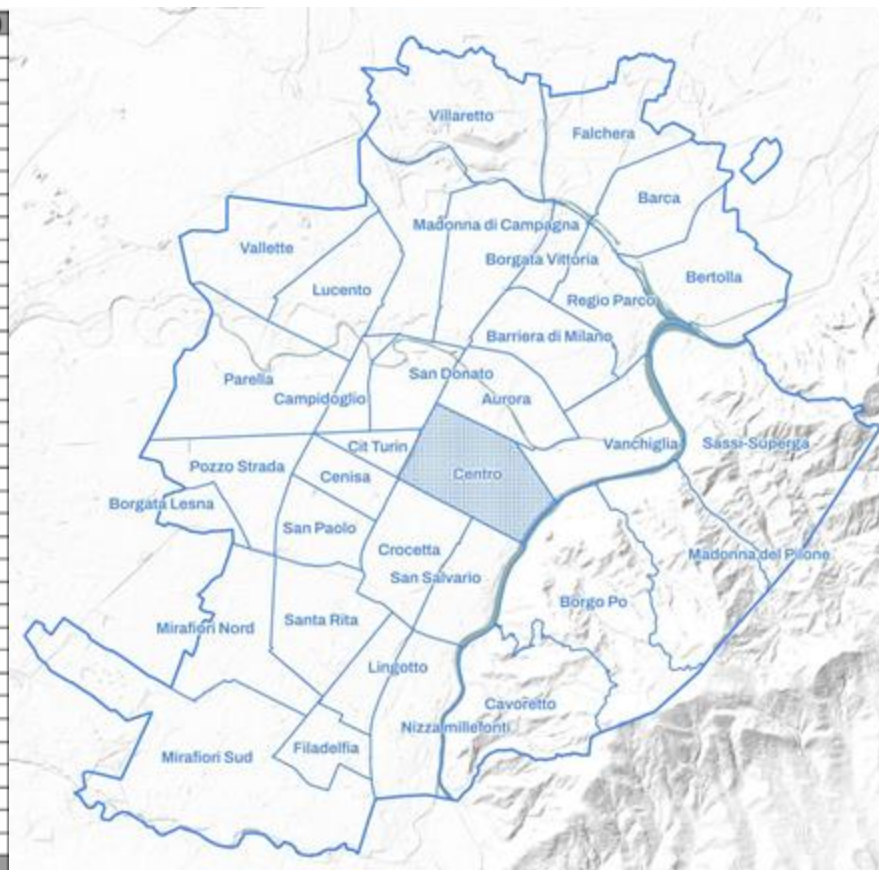 Villaretto
Falchera
Barca
Madonna di Campagna
Vallette
Borgata Vittoria
Bertolla
Lucento
Regio Parco
Barriera di Milano
San Donato
Parella
Campidoglio
Aurora
Vanchiglia
Sassi-Superga
Cit Turin
Pozzo Strada
Centro
Cenisa
Borgata Lesna
San Paolo
Crocetta
Madonna del Pilone
San Salvario
Borgo Po
Santa Rita
Mirafiori Nord
Lingotto
Cavoretto
Nizza millefonti
Filadelfia
Mirafiori Sud